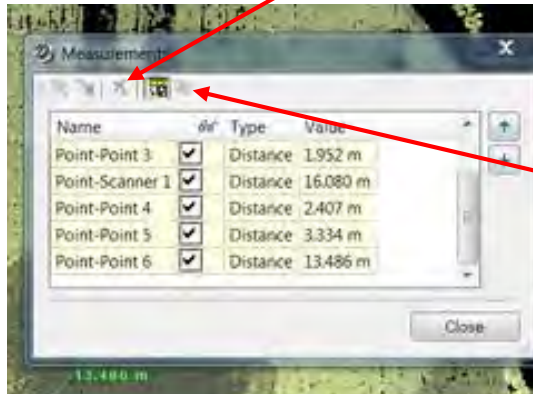 Measurements
Name Type Value
Point-Point 3 Distance 1.952 m
Point-Scanner 1 Distance 16.080 m
Point-Point 4 Distance 2.407 m
Point-Point 5 Distance 3.334 m
Point-Point 6 Distance 13.486 m
Close
13.486 m